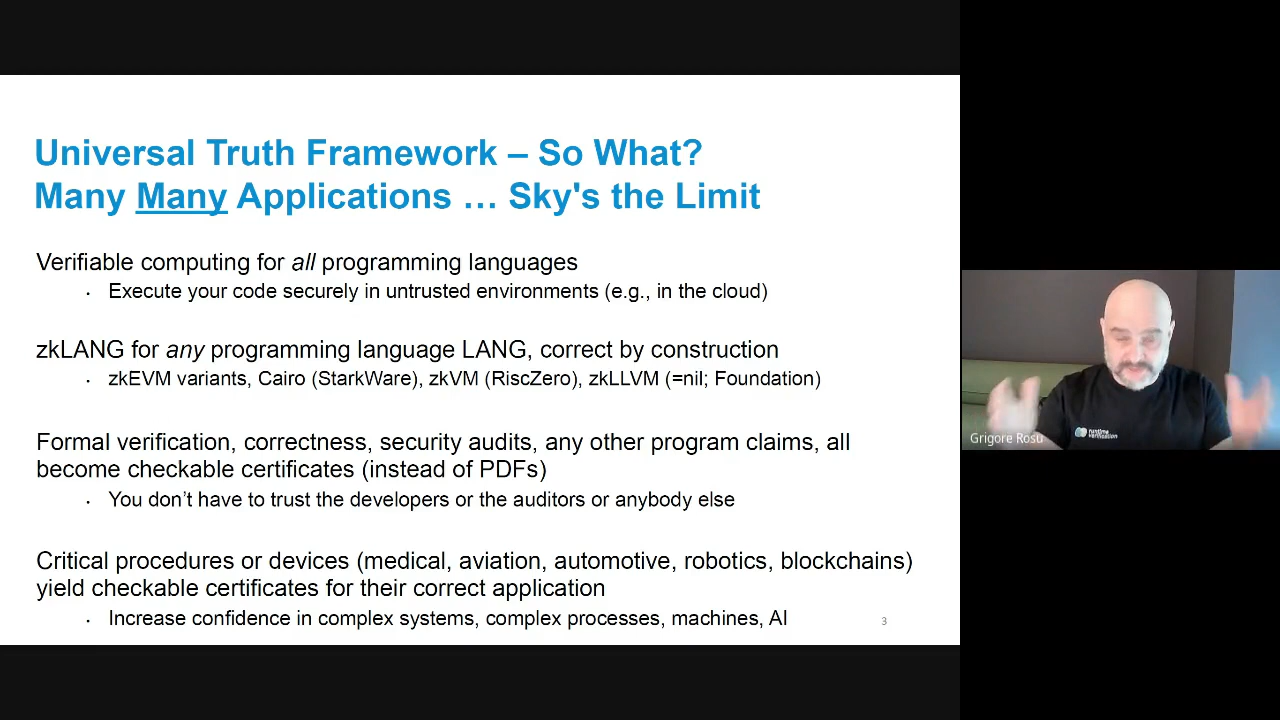 Universal Truth Framework – So What?
Many Many Applications … Sky's the Limit
Verifiable computing for all programming languages
· Execute your code securely in untrusted environments (e.g., in the cloud)
zkLANG for any programming language LANG, correct by construction
· zkEVM variants, Cairo (StarkWare), zkVM (RiscZero), zkLLVM (=nil; Foundation)
Formal verification, correctness, security audits, any other program claims, all
become checkable certificates (instead of PDFs)
· You don’t have to trust the developers or the auditors or anybody else
Critical procedures or devices (medical, aviation, automotive, robotics, blockchains)
yield checkable certificates for their correct application
· Increase confidence in complex systems, complex processes, machines, AI
3
runtime
verification
Grigore Rosu